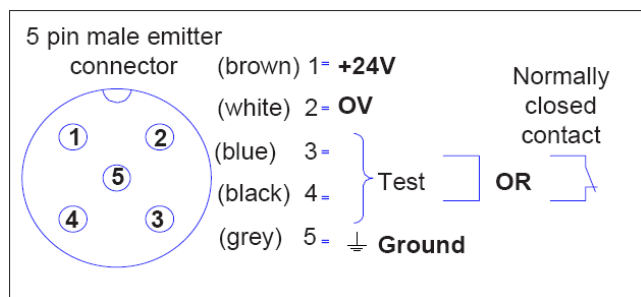 5 pin male emitter
connector
1
2
5
4
3
(brown) 1= +24V
(white) 2= OV
(blue) 3=
(black) 4=
Test
(grey) 5= Ground
Normally
closed
contact
OR